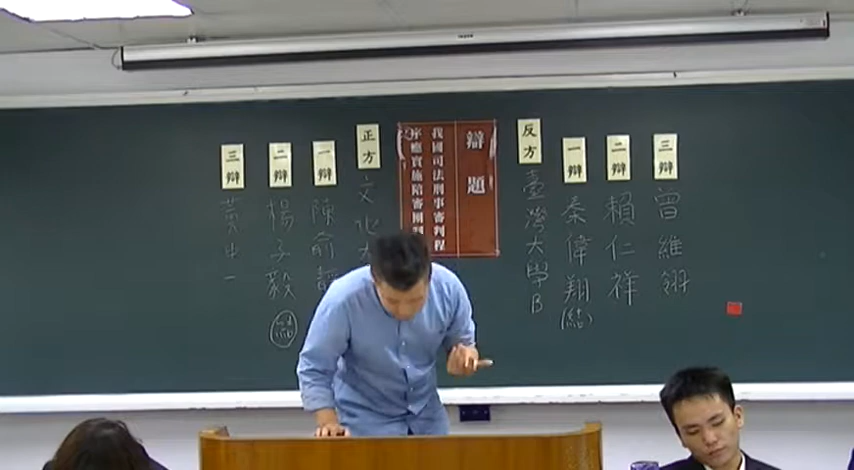 三辯
二辯
一辯
正方
辯題
我國司法刑事審判程
序應實施陪審團制
反方
一辯
二辯
三辯
黃中一
楊子毅
結
陳俞
文化大
臺灣大學B
秦偉翔
(結)
賴仁祥
曾維翎